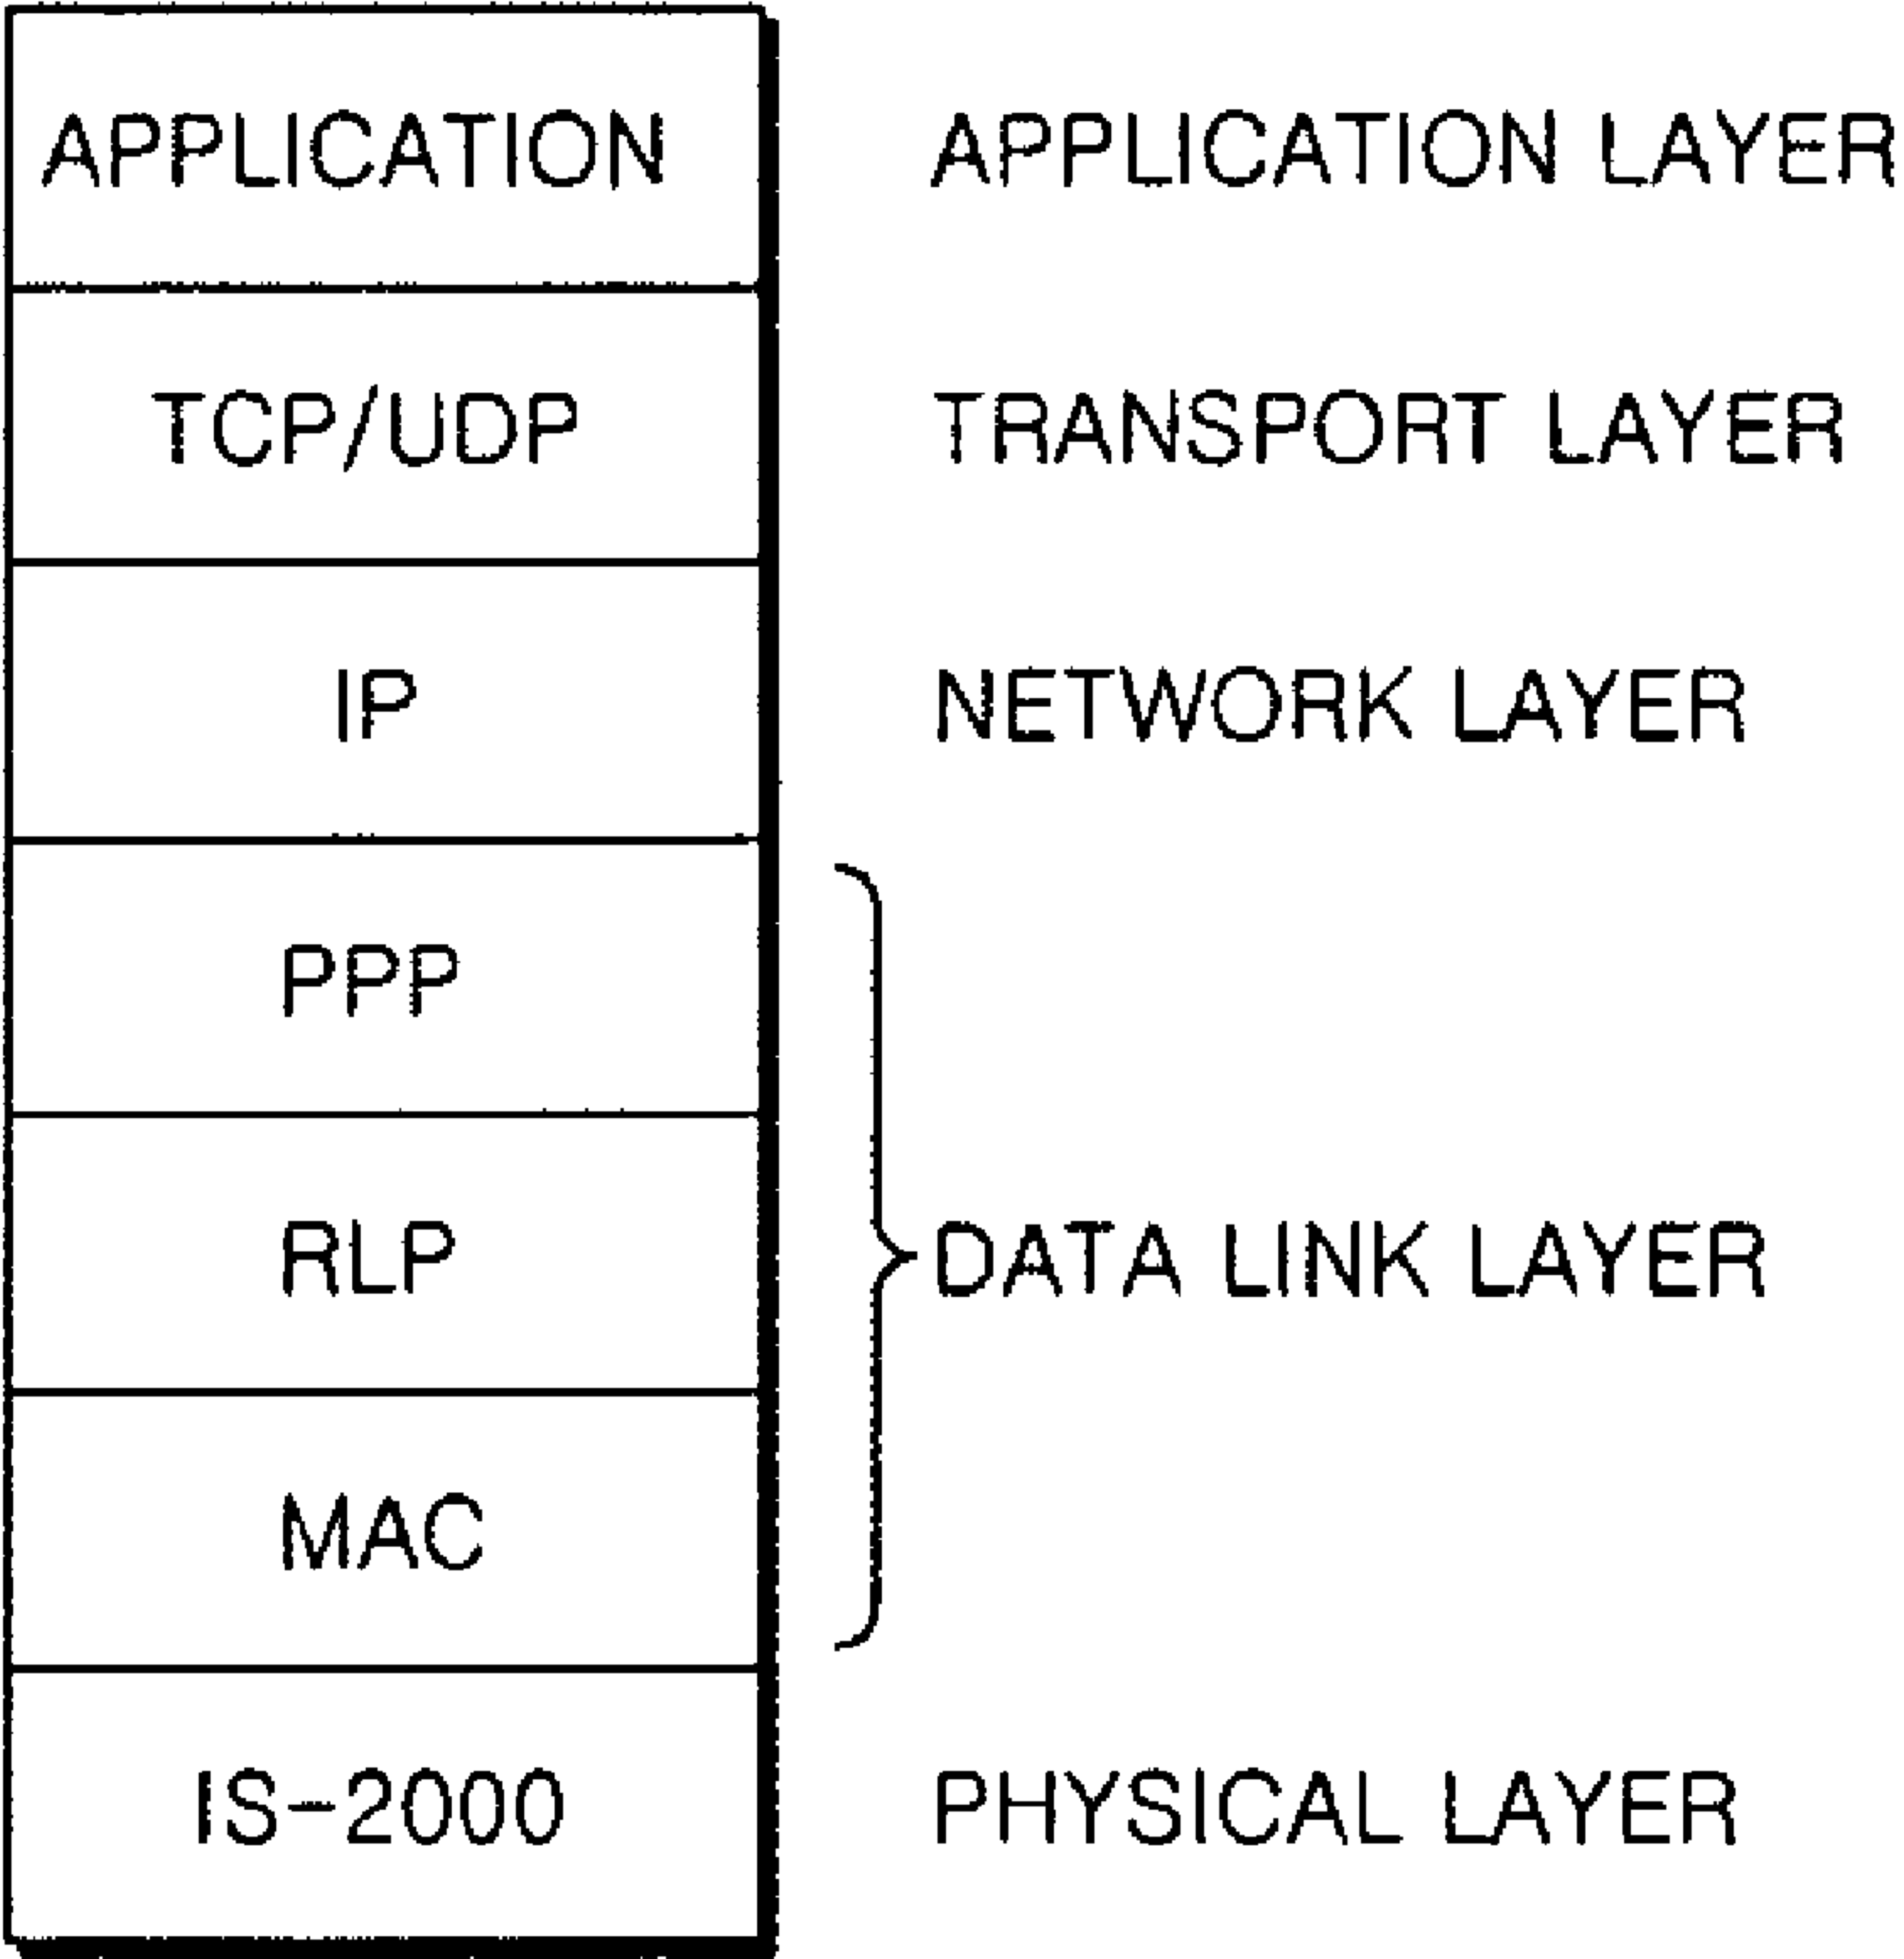 APPLICATION APPLICATION LAYER
TCP/UDP TRANSPORT LAYER
IP NETWORK LAYER
PPP
RLP DATA LINK LAYER
MAC
IS-2000 PHYSICAL LAYER